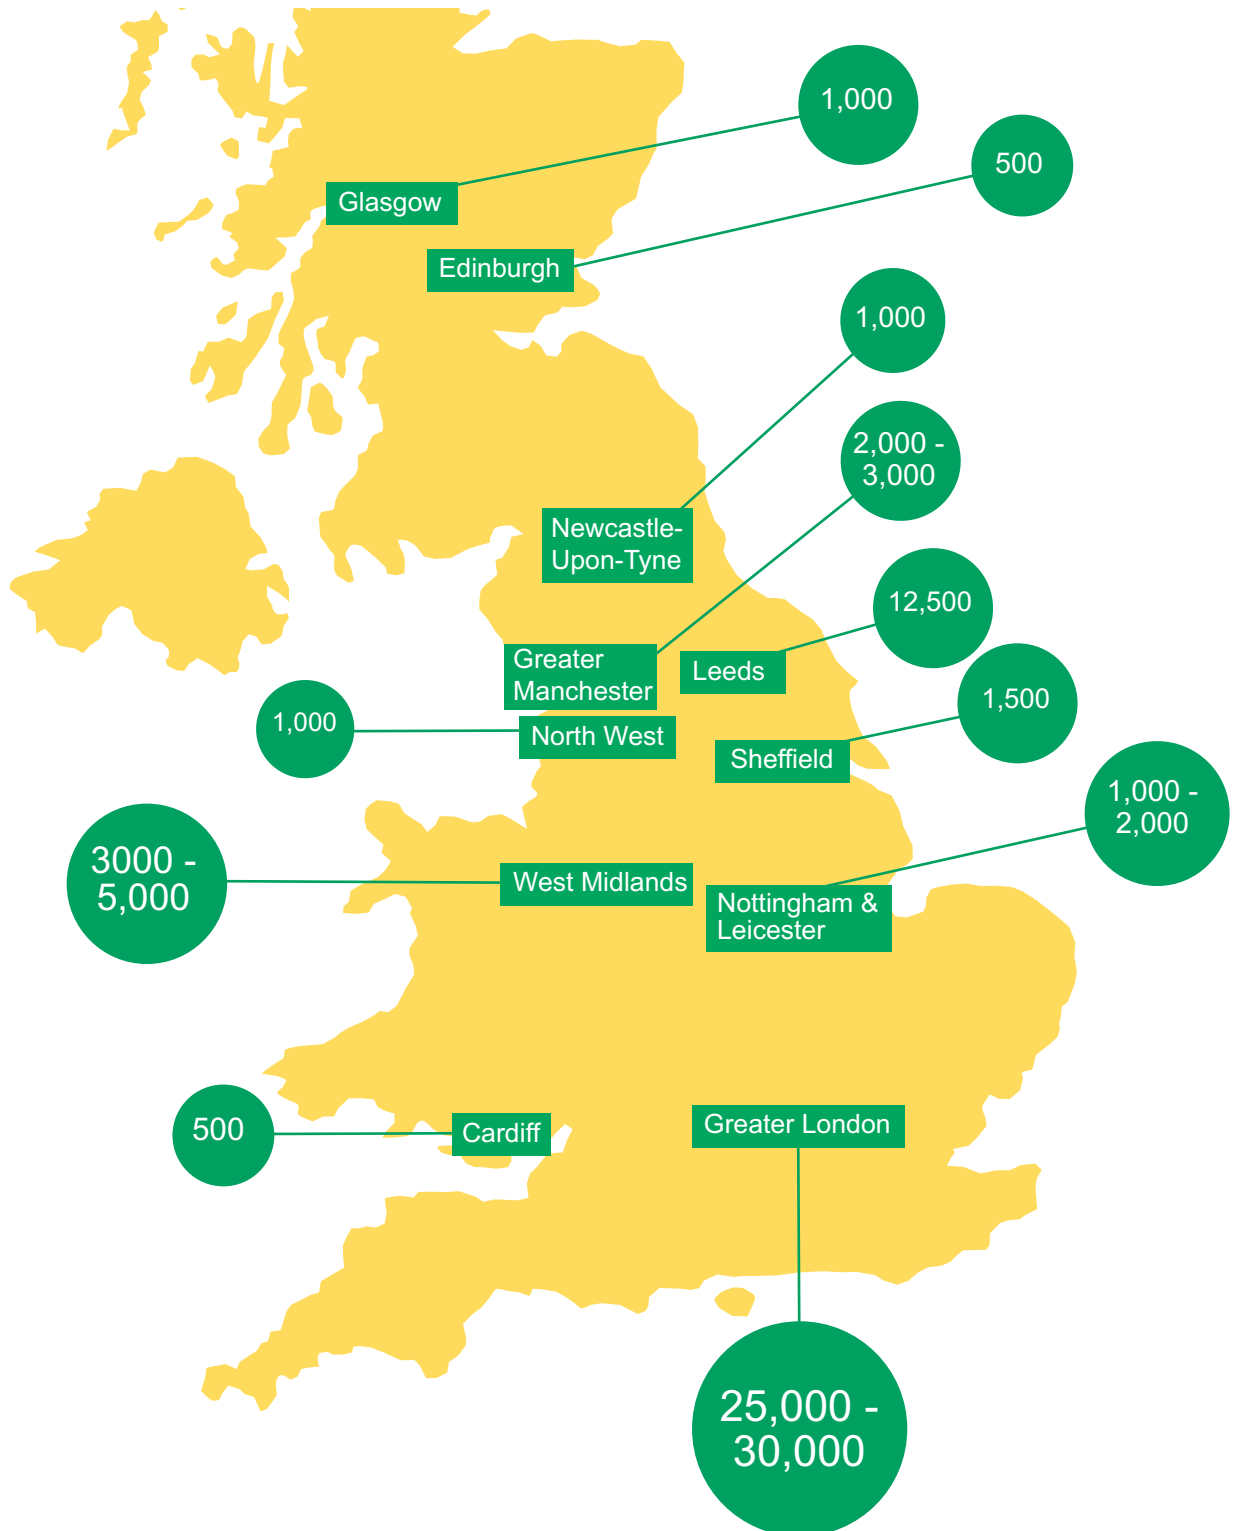 1,000
Glasgow
500
Edinburgh
1,000
Newcastle-
Upon-Tyne
2,000 -
3,000
Greater
Manchester
12,500
Leeds
1,000
North West
1,500
Sheffield
3000 -
5,000
West Midlands
1,000 -
2,000
Nottingham &
Leicester
500
Cardiff
Greater London
25,000 -
30,000